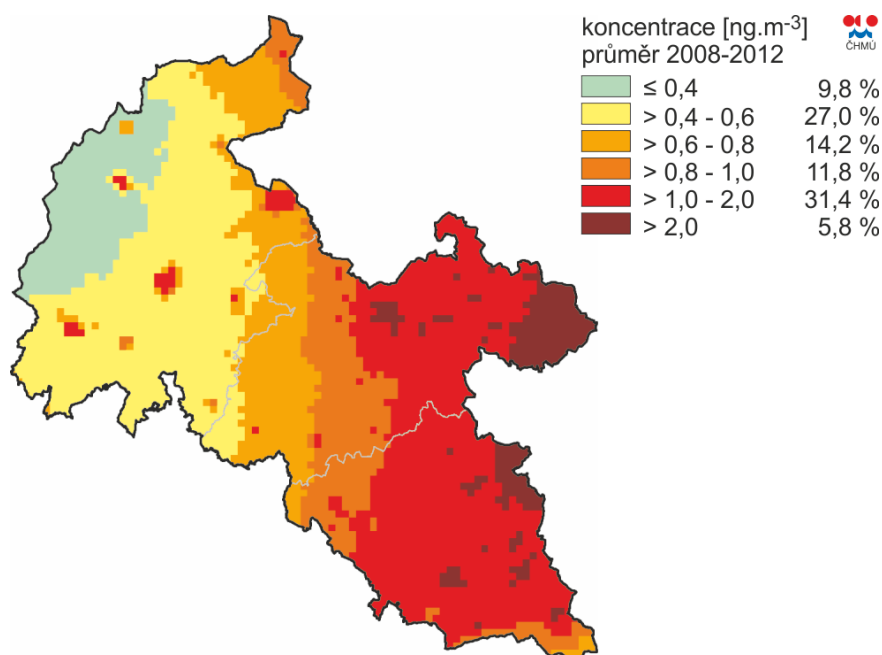 koncentrace [ng.m-3]
průměr 2008-2012
ČHMÚ
≤ 0,4 9,8 %
> 0,4 - 0,6 27,0 %
> 0,6 - 0,8 14,2 %
> 0,8 - 1,0 11,8 %
> 1,0 - 2,0 31,4 %
> 2,0 5,8 %